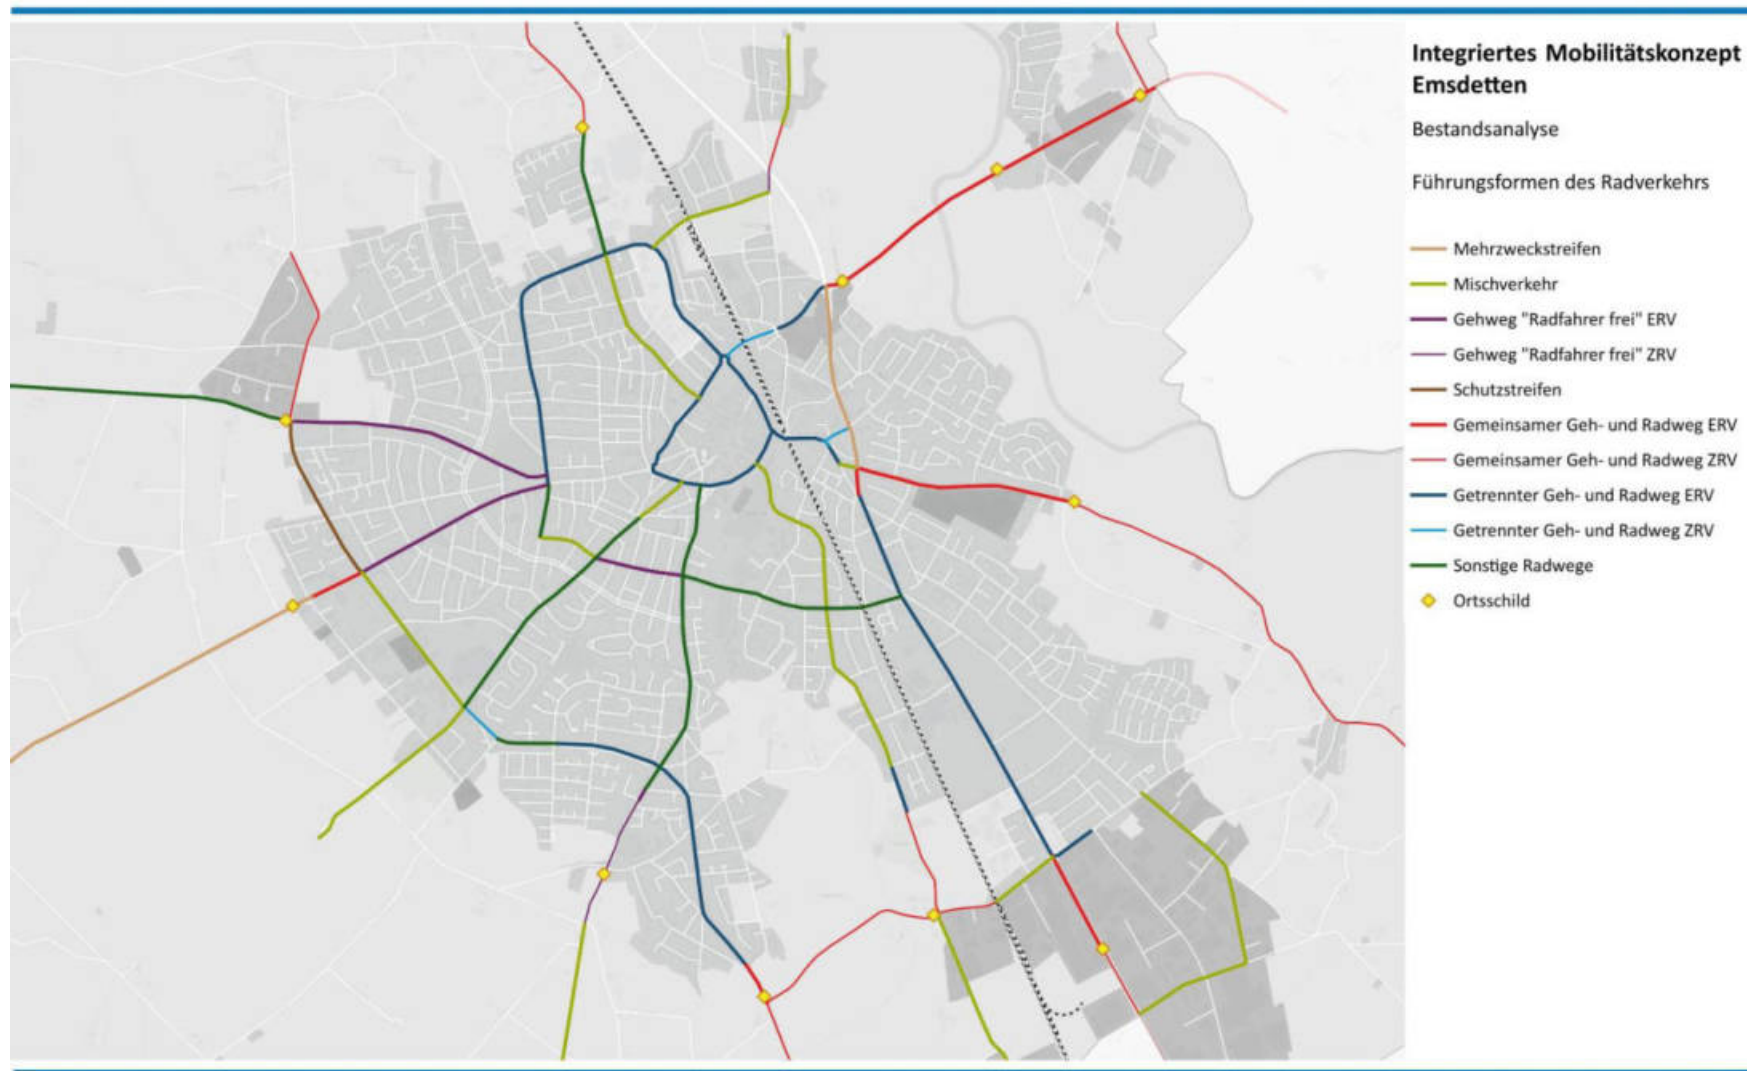 Integriertes Mobilitätskonzept
Emsdetten
Bestandsanalyse
Führungsformen des Radverkehrs
Mehrzweckstreifen
Mischverkehr
Gehweg "Radfahrer frei" ERV
Gehweg "Radfahrer frei" ZRV
Schutzstreifen
Gemeinsamer Geh- und Radweg ERV
Gemeinsamer Geh- und Radweg ZRV
Getrennter Geh- und Radweg ERV
Getrennter Geh- und Radweg ZRV
Sonstige Radwege
Ortsschild